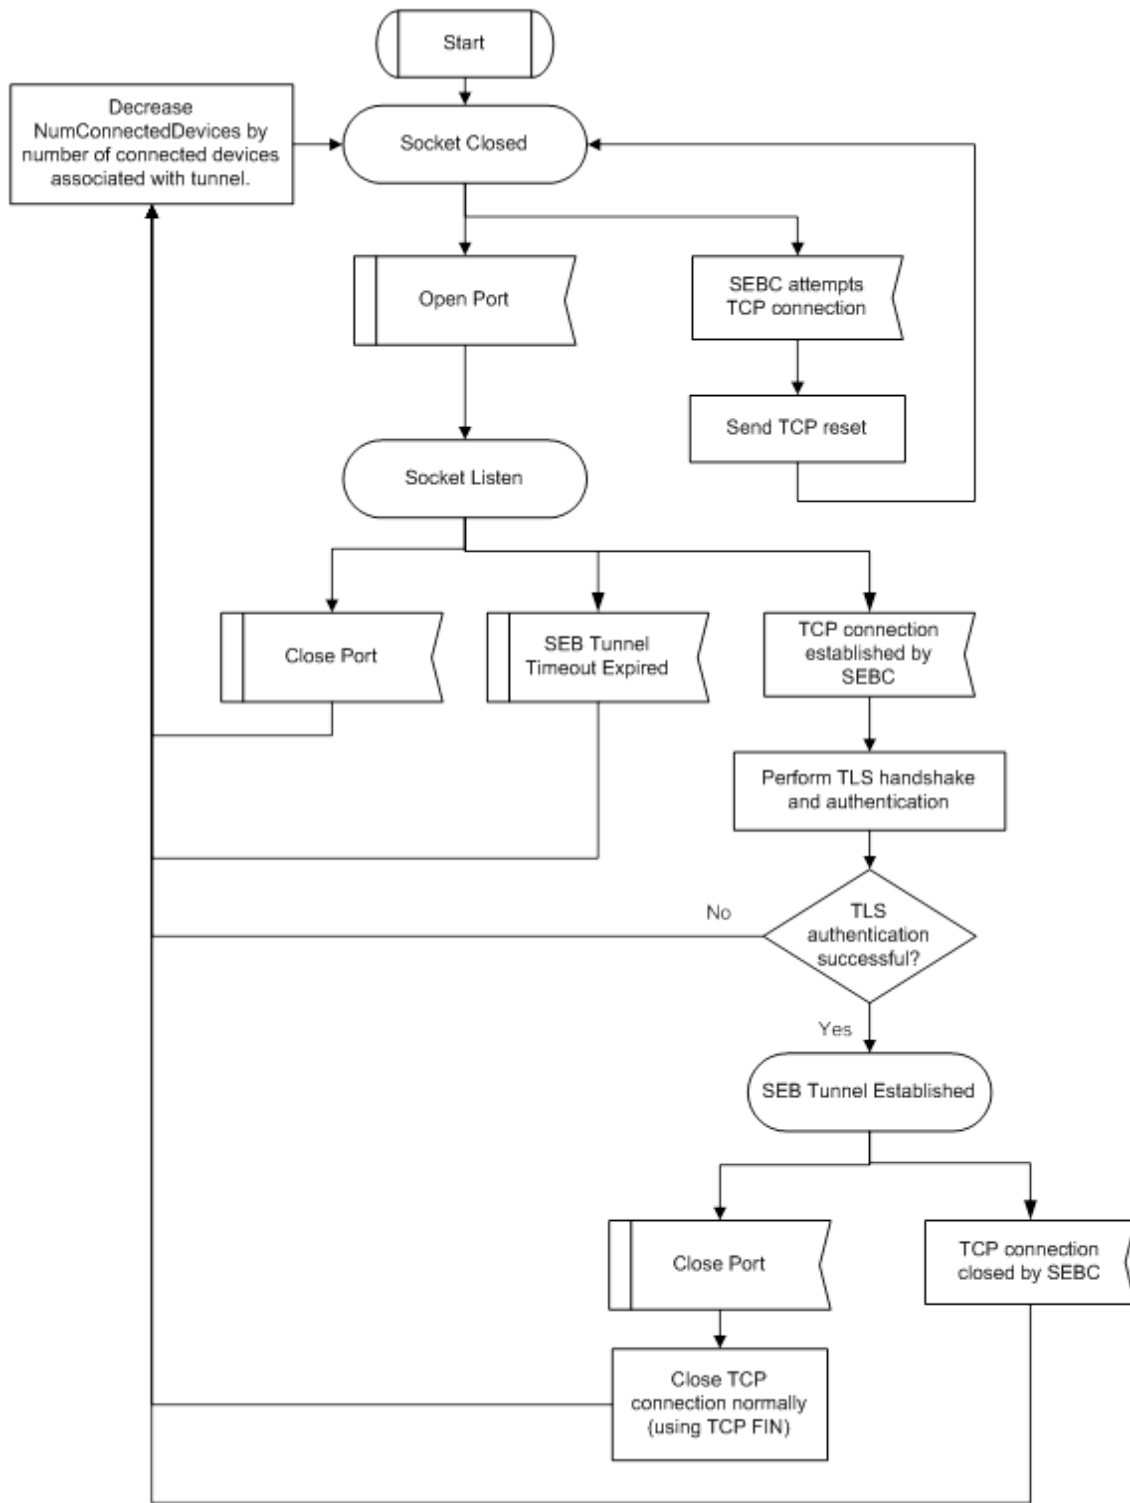 Start
Decrease
NumConnectedDevices by
number of connected devices
associated with tunnel.
Socket Closed
Open Port
SEBC attempts
TCP connection
Send TCP reset
Socket Listen
Close Port
SEB Tunnel
Timeout Expired
TCP connection
established by
SEBC
Perform TLS handshake
and authentication
No
TLS
authentication
successful?
Yes
SEB Tunnel Established
Close Port
TCP connection
closed by SEBC
Close TCP
connection normally
(using TCP FIN)